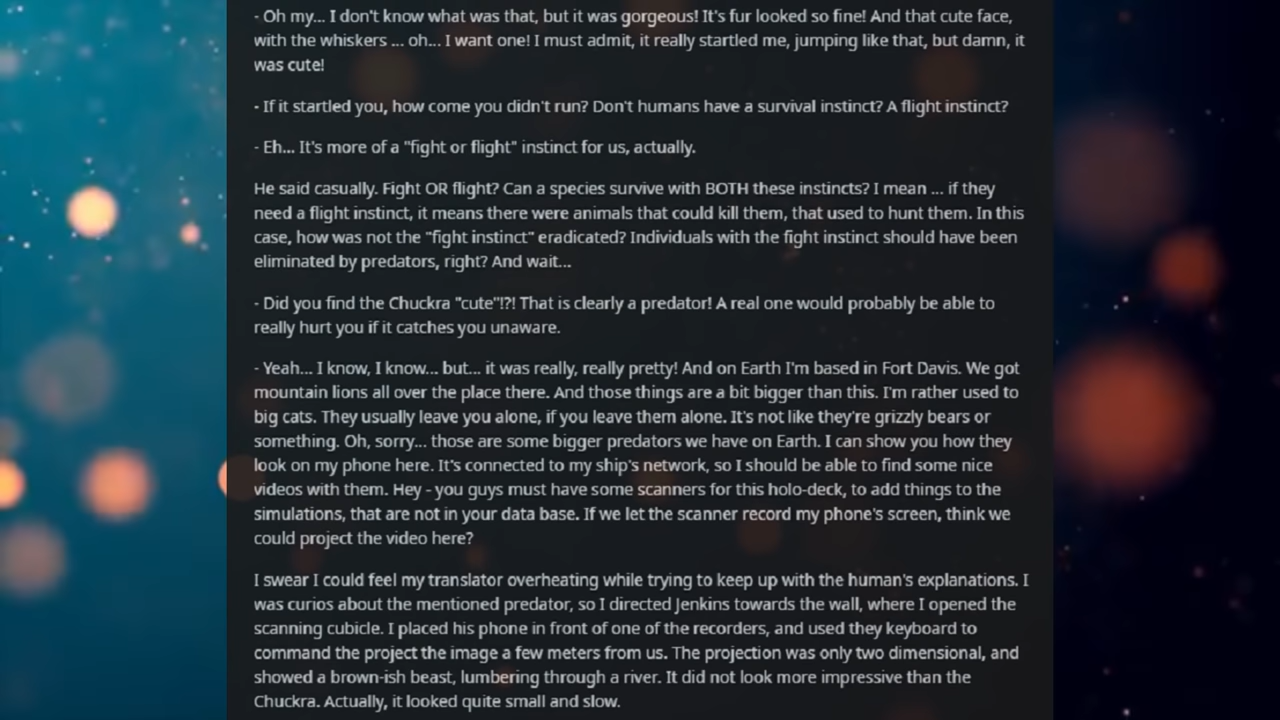 - Oh my... I don't know what was that, but it was gorgeous! It's fur looked so fine! And that cute face,
with the whiskers ... oh... I want one! I must admit, it really startled me, jumping like that, but damn, it
was cute!
- If it startled you, how come you didn't run? Don't humans have a survival instinct? A flight instinct?
- Eh... It's more of a "fight or flight" instinct for us, actually.
He said casually. Fight OR flight? Can a species survive with BOTH these instincts? I mean ... if they
need a flight instinct, it means there were animals that could kill them, that used to hunt them. In this
case, how was not the "fight instinct" eradicated? Individuals with the fight instinct should have been
eliminated by predators, right? And wait...
- Did you find the Chuckra "cute"!?! That is clearly a predator! A real one would probably be able to
really hurt you if it catches you unaware.
- Yeah... I know, I know... but... it was really, really pretty! And on Earth I'm based in Fort Davis. We got
mountain lions all over the place there. And those things are a bit bigger than this. I'm rather used to
big cats. They usually leave you alone, if you leave them alone. It's not like they're grizzly bears or
something. Oh, sorry... those are some bigger predators we have on Earth. I can show you how they
look on my phone here. It's connected to my ship's network, so I should be able to find some nice
videos with them. Hey - you guys must have some scanners for this holo-deck, to add things to the
simulations, that are not in your data base. If we let the scanner record my phone's screen, think we
could project the video here?
I swear I could feel my translator overheating while trying to keep up with the human's explanations. I
was curios about the mentioned predator, so I directed Jenkins towards the wall, where I opened the
scanning cubicle. I placed his phone in front of one of the recorders, and used they keyboard to
command the project the image a few meters from us. The projection was only two dimensional, and
showed a brown-ish beast, lumbering through a river. It did not look more impressive than the
Chuckra. Actually, it looked quite small and slow.